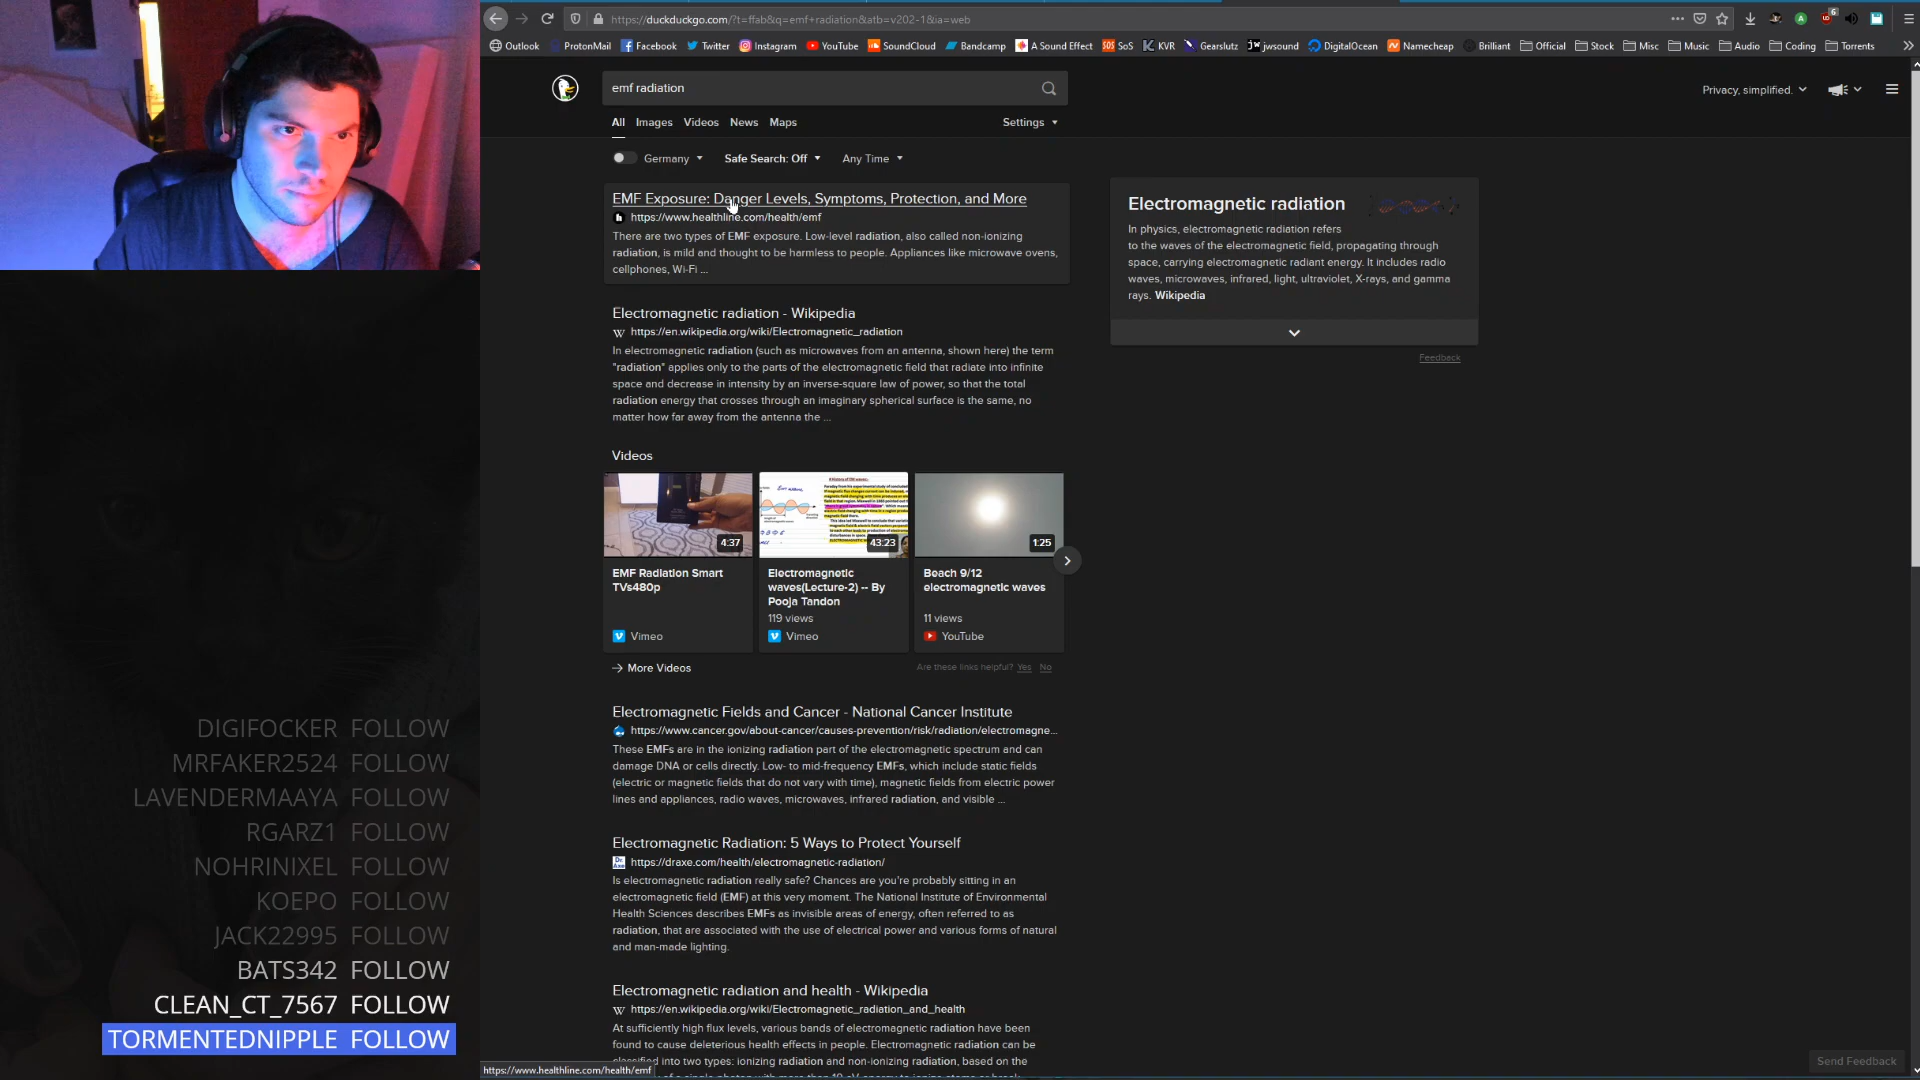 https://duckduckgo.com/?t=ffab&q=emf+radiation&atb=v202-1&ia=web
6
Outlook ProtonMail Facebook Twitter Instagram YouTube SoundCloud Bandcamp A Sound Effect SoS KVR Gearslutz jwsound DigitalOcean Namecheap Brilliant Official Stock Misc Music Audio Coding Torrents
emf radiation
Privacy, simplified.
All Images Videos News Maps Settings
Germany Safe Search: Off Any Time
EMF Exposure: Danger Levels, Symptoms, Protection, and More
https://www.healthline.com/health/emf
There are two types of EMF exposure. Low-level radiation, also called non-ionizing
radiation, is mild and thought to be harmless to people. Appliances like microwave ovens,
cellphones, Wi-Fi ...
Electromagnetic radiation
In physics, electromagnetic radiation refers
to the waves of the electromagnetic field, propagating through
space, carrying electromagnetic radiant energy. It includes radio
waves, microwaves, infrared, light, ultraviolet, X-rays, and gamma
rays. Wikipedia
Feedback
Electromagnetic radiation - Wikipedia
https://en.wikipedia.org/wiki/Electromagnetic_radiation
In electromagnetic radiation (such as microwaves from an antenna, shown here) the term
"radiation" applies only to the parts of the electromagnetic field that radiate into infinite
space and decrease in intensity by an inverse-square law of power, so that the total
radiation energy that crosses through an imaginary spherical surface is the same, no
matter how far away from the antenna the ...
Videos
4:37
43:23
1:25
EMF Radiation Smart
TVs480p
Vimeo
Electromagnetic
waves(Lecture-2) -- By
Pooja Tandon
119 views
Vimeo
Beach 9/12
electromagnetic waves
11 views
YouTube
More Videos
Are these links helpful? Yes No
Electromagnetic Fields and Cancer - National Cancer Institute
https://www.cancer.gov/about-cancer/causes-prevention/risk/radiation/electromagne...
These EMFs are in the ionizing radiation part of the electromagnetic spectrum and can
damage DNA or cells directly. Low- to mid-frequency EMFs, which include static fields
(electric or magnetic fields that do not vary with time), magnetic fields from electric power
lines and appliances, radio waves, microwaves, infrared radiation, and visible ...
Electromagnetic Radiation: 5 Ways to Protect Yourself
https://draxe.com/health/electromagnetic-radiation/
Is electromagnetic radiation really safe? Chances are you're probably sitting in an
electromagnetic field (EMF) at this very moment. The National Institute of Environmental
Health Sciences describes EMFs as invisible areas of energy, often referred to as
radiation, that are associated with the use of electrical power and various forms of natural
and man-made lighting.
Electromagnetic radiation and health - Wikipedia
https://en.wikipedia.org/wiki/Electromagnetic_radiation_and_health
At sufficiently high flux levels, various bands of electromagnetic radiation have been
found to cause deleterious health effects in people. Electromagnetic radiation can be
classified into two types: ionizing radiation and non-ionizing radiation, based on the
https://www.healthline.com/health/emf
Send Feedback
DIGIFOCKER FOLLOW
MRFAKER2524 FOLLOW
LAVENDERMAAYA FOLLOW
RGARZ1 FOLLOW
NOHRINIXEL FOLLOW
KOEPO FOLLOW
JACK22995 FOLLOW
BATS342 FOLLOW
CLEAN_CT_7567 FOLLOW
TORMENTEDNIPPLE FOLLOW